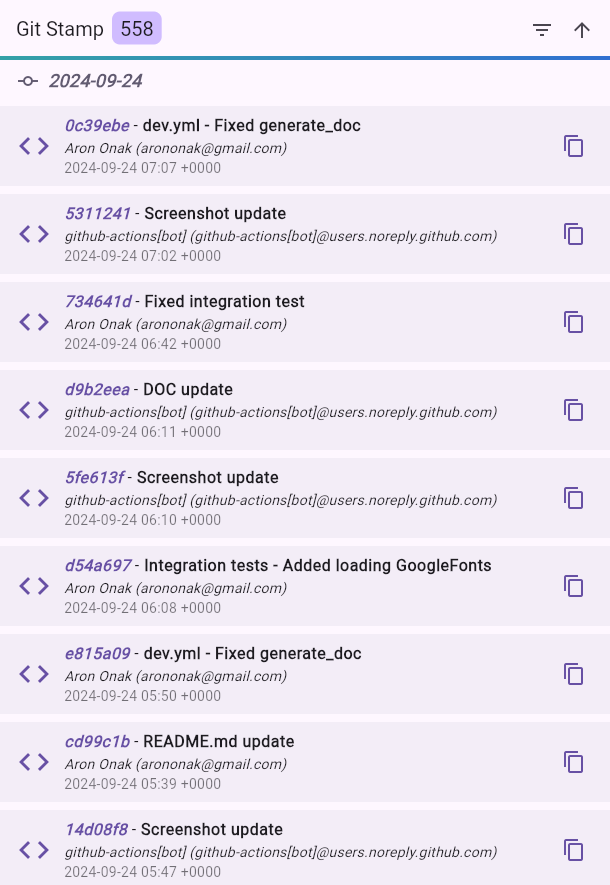 Git Stamp 558
2024-09-24
0c39ebe - dev.yml - Fixed generate_doc
Aron Onak (arononak@gmail.com)
2024-09-24 07:07 +0000
5311241 - Screenshot update
github-actions[bot] (github-actions[bot]@users.noreply.github.com)
2024-09-24 07:02 +0000
734641d - Fixed integration test
Aron Onak (arononak@gmail.com)
2024-09-24 06:42 +0000
d9b2eea - DOC update
github-actions[bot] (github-actions[bot]@users.noreply.github.com)
2024-09-24 06:11 +0000
5fe613f - Screenshot update
github-actions[bot] (github-actions[bot]@users.noreply.github.com)
2024-09-24 06:10 +0000
d54a697 - Integration tests - Added loading GoogleFonts
Aron Onak (arononak@gmail.com)
2024-09-24 06:08 +0000
e815a09 - dev.yml - Fixed generate_doc
Aron Onak (arononak@gmail.com)
2024-09-24 05:50 +0000
cd99c1b - README.md update
Aron Onak (arononak@gmail.com)
2024-09-24 05:39 +0000
14d08f8 - Screenshot update
github-actions[bot] (github-actions[bot]@users.noreply.github.com)
2024-09-24 05:47 +0000